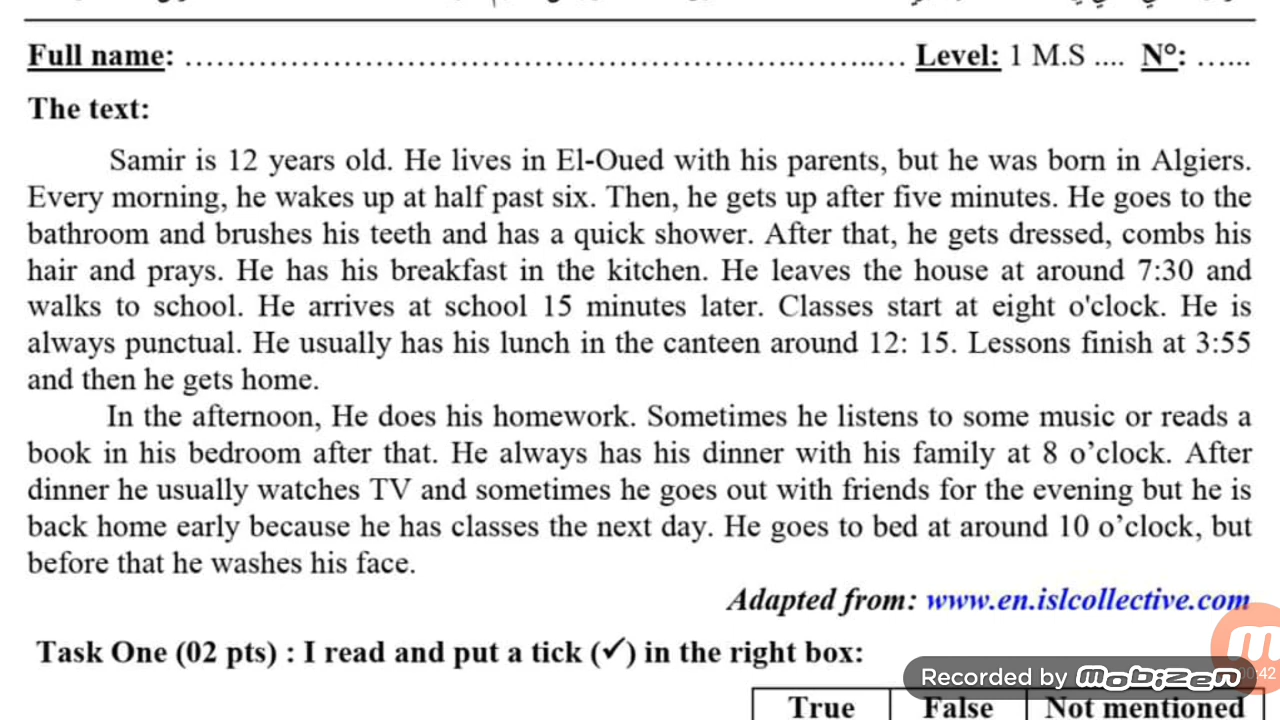 Full name: ………………………………………………………… Level: 1 M.S .... N°: ……
The text:
Samir is 12 years old. He lives in El-Oued with his parents, but he was born in Algiers.
Every morning, he wakes up at half past six. Then, he gets up after five minutes. He goes to the
bathroom and brushes his teeth and has a quick shower. After that, he gets dressed, combs his
hair and prays. He has his breakfast in the kitchen. He leaves the house at around 7:30 and
walks to school. He arrives at school 15 minutes later. Classes start at eight o'clock. He is
always punctual. He usually has his lunch in the canteen around 12: 15. Lessons finish at 3:55
and then he gets home.
In the afternoon, He does his homework. Sometimes he listens to some music or reads a
book in his bedroom after that. He always has his dinner with his family at 8 o’clock. After
dinner he usually watches TV and sometimes he goes out with friends for the evening but he is
back home early because he has classes the next day. He goes to bed at around 10 o’clock, but
before that he washes his face.
Adapted from: www.en.islcollective.com
Task One (02 pts) : I read and put a tick (✓) in the right box:
Recorded by mobizen
00:42
True False Not mentioned